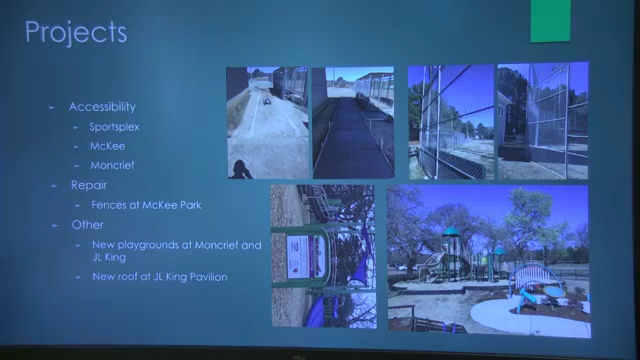 Projects
Accessibility
Sportsplex
McKee
Moncrief
Repair
Fences at McKee Park
Other
New playgrounds at Moncrief and
JL King
New roof at JL King Pavilion